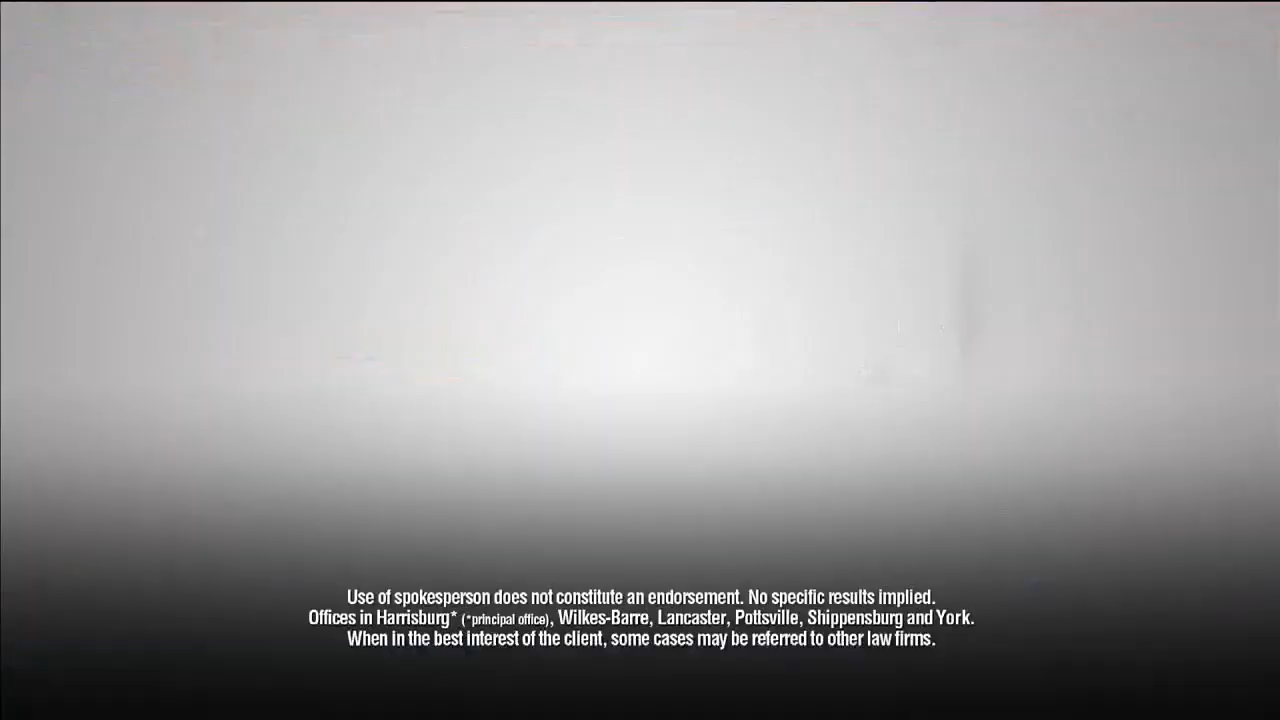 Use of spokesperson does not constitute an endorsement. No specific results implied.
Offices in Harrisburg* (*principal office), Wilkes-Barre, Lancaster, Pottsville, Shippensburg and York.
When in the best interest of the client, some cases may be referred to other law firms.